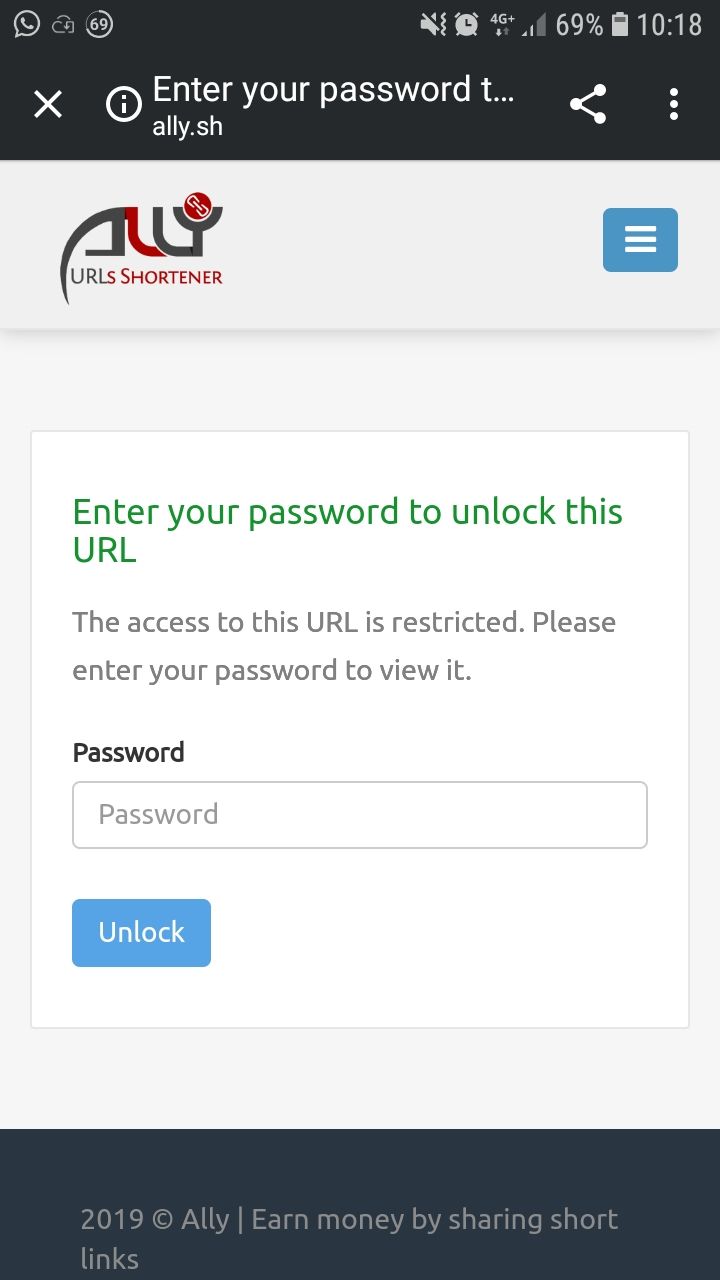 69 4G+ 69% 10:18
Enter your password t...
ally.sh
ALLY
URLs Shortener
Enter your password to unlock this
URL
The access to this URL is restricted. Please
enter your password to view it.
Password
Password
Unlock
2019 © Ally | Earn money by sharing short
links